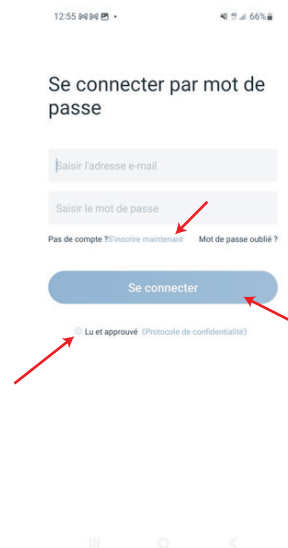 12:55
66%
Se connecter par mot de
passe
Saisir l'adresse e-mail
Saisir le mot de passe
Pas de compte ?S'inscrire maintenant Mot de passe oublié ?
Se connecter
Lu et approuvé 《Protocole de confidentialité》